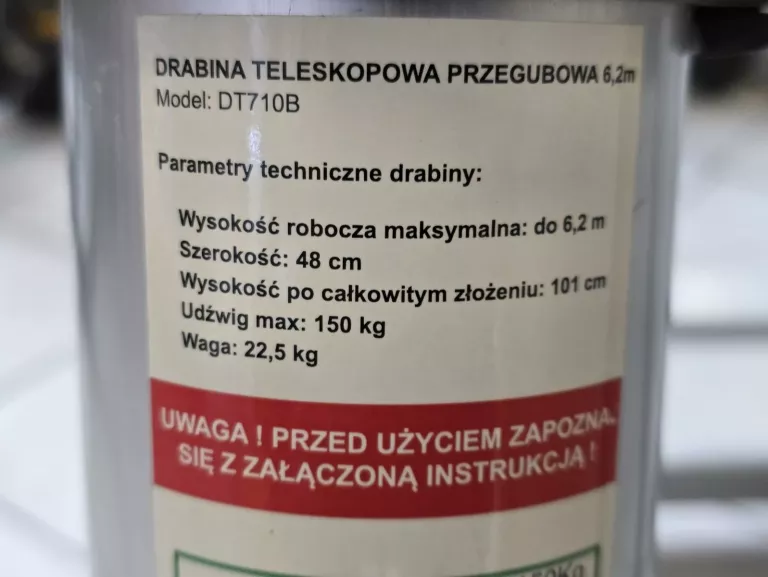 DRABINA TELESKOPOWA PRZEGUBOWA 6,2m
Model: DT710B
Parametry techniczne drabiny:
Wysokość robocza maksymalna: do 6,2 m
Szerokość: 48 cm
Wysokość po całkowitym złożeniu: 101 cm
Udźwig max: 150 kg
Waga: 22,5 kg
UWAGA ! PRZED UŻYCIEM ZAPOZNA
SIĘ Z ZAŁĄCZONĄ INSTRUKCJĄ !